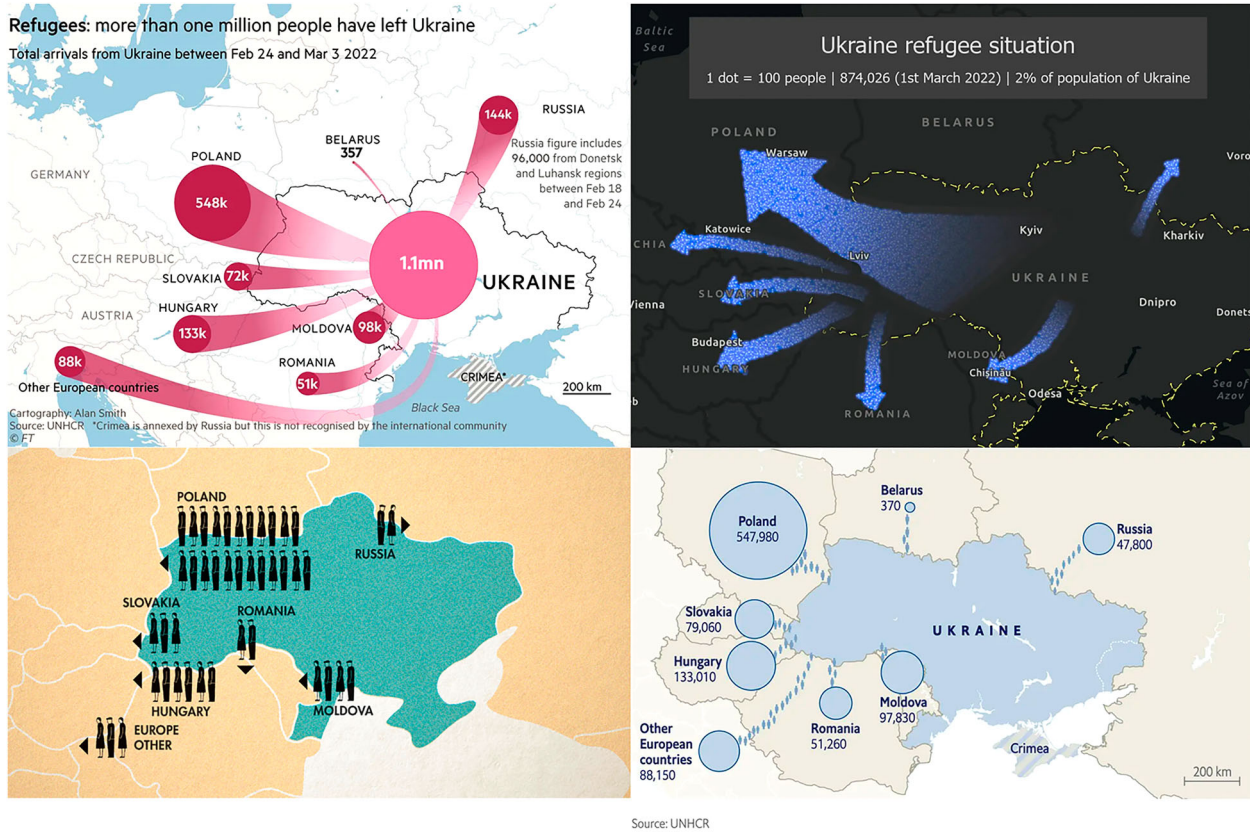 Refugees: more than one million people have left Ukraine
Total arrivals from Ukraine between Feb 24 and Mar 3 2022
144k
RUSSIA
BELARUS
357
Russia figure includes
96,000 from Donetsk
and Luhansk regions
between Feb 18
and Feb 24
POLAND
GERMANY
548k
1.1mn
CZECH REPUBLIC
SLOVAKIA
72k
UKRAINE
HUNGARY
AUSTRIA
133k
MOLDOVA
98k
ROMANIA
88k
51k
CRIMEA*
Other European countries
200 km
Black Sea
Cartography: Alan Smith
Source: UNHCR *Crimea is annexed by Russia but this is not recognised by the international community
© FT
Baltic
Sea
Ukraine refugee situation
1 dot = 100 people | 874,026 (1st March 2022) | 2% of population of Ukraine
POLAND
BELARUS
Warsaw
Voro
Katowice
Kyiv
Kharkiv
CHIA
Lviv
UKRAINE
SLOVAKIA
Vienna
Dnipro
Donets
Budapest
MOLDOVA
HUNGARY
Chișinău
Odesa
Sea of
Azov
ROMANIA
b
POLAND
RUSSIA
SLOVAKIA
ROMANIA
HUNGARY
MOLDOVA
EUROPE
OTHER
Belarus
370
Poland
547,980
Russia
47,800
Slovakia
79,060
UKRAINE
Hungary
133,010
Moldova
97,830
Romania
51,260
Other
European
countries
88,150
Crimea
200 km
Source: UNHCR